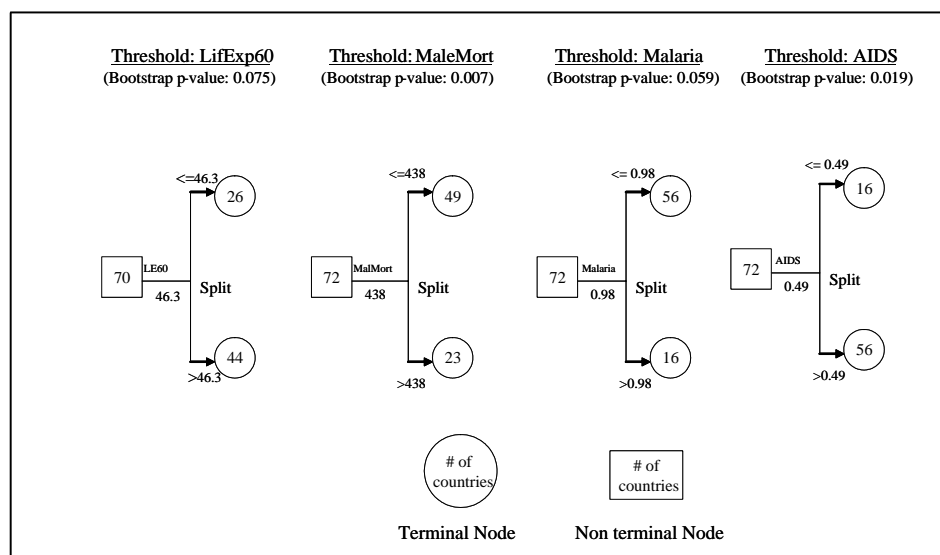 Threshold: LifExp60
(Bootstrap p-value: 0.075)
<=46.3
26
70
LE60
46.3
Split
44
>46.3
Threshold: MaleMort
(Bootstrap p-value: 0.007)
<=438
49
72
MalMort
438
Split
23
>438
Threshold: Malaria
(Bootstrap p-value: 0.059)
<= 0.98
56
72
Malaria
0.98
Split
16
>0.98
Threshold: AIDS
(Bootstrap p-value: 0.019)
<= 0.49
16
72
AIDS
0.49
Split
56
>0.49
# of
countries
Terminal Node
# of
countries
Non terminal Node